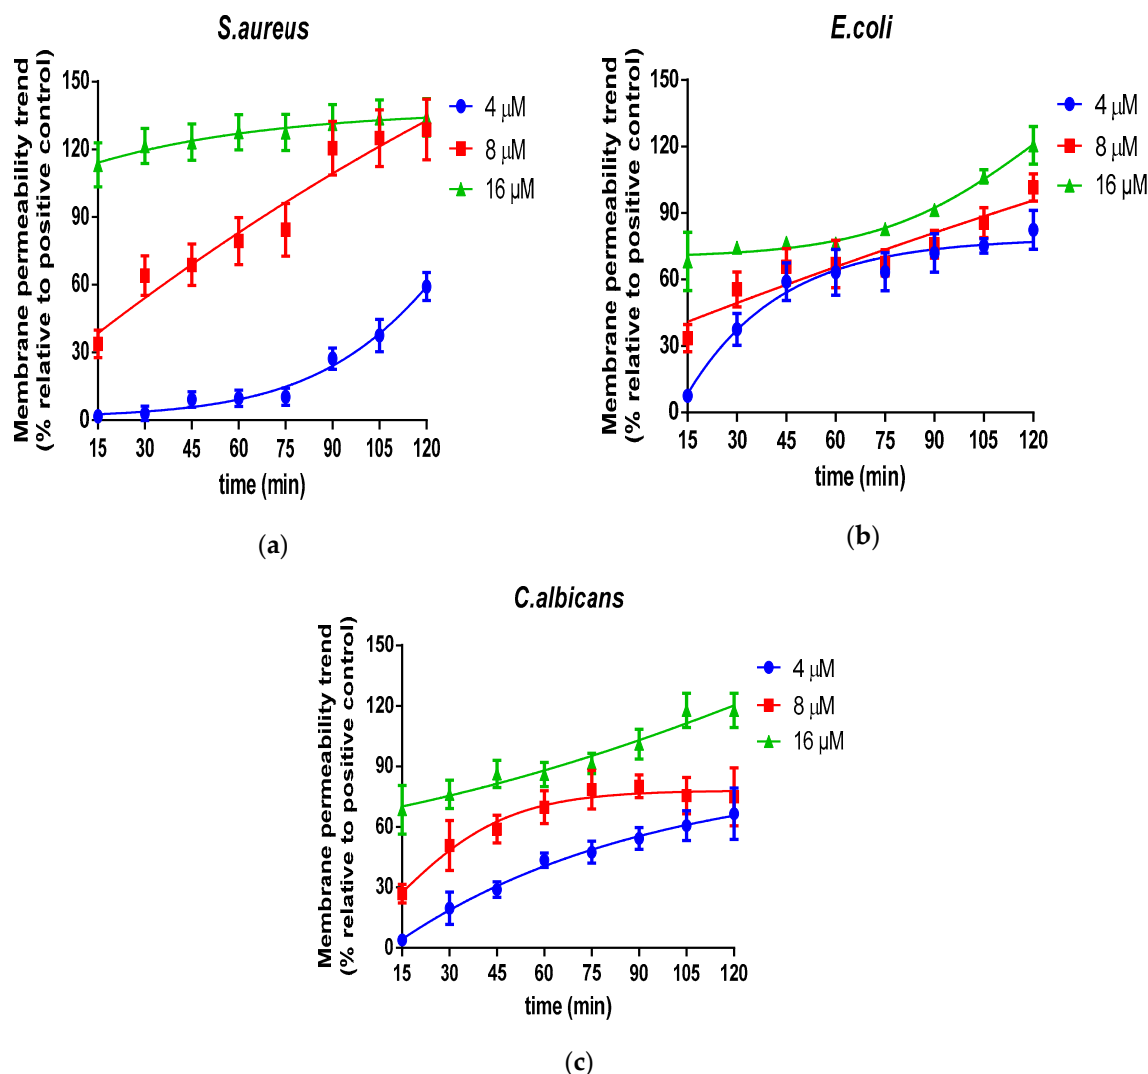 S.aureus
Membrane permeability trend
(% relative to positive control)
150
120
90
60
30
0
15 30 45 60 75 90 105 120
time (min)
4 μM
8 μM
16 µM
(a)
E.coli
Membrane permeability trend
(% relative to positive control)
150
120
90
60
30
0
15 30 45 60 75 90 105 120
time (min)
4 μM
8 μM
16 µM
(b)
C.albicans
Membrane permeability trend
(% relative to positive control)
150
120
90
60
30
0
15 30 45 60 75 90 105 120
time (min)
4 μM
8 μM
16 µM
(c)